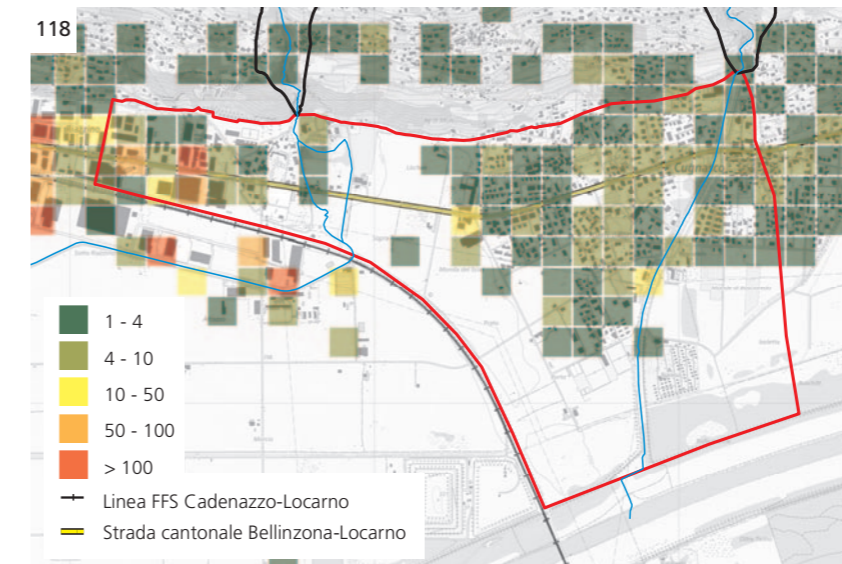 118
1 - 4
4 - 10
10 - 50
50 - 100
> 100
Linea FFS Cadenazzo-Locarno
Strada cantonale Bellinzona-Locarno